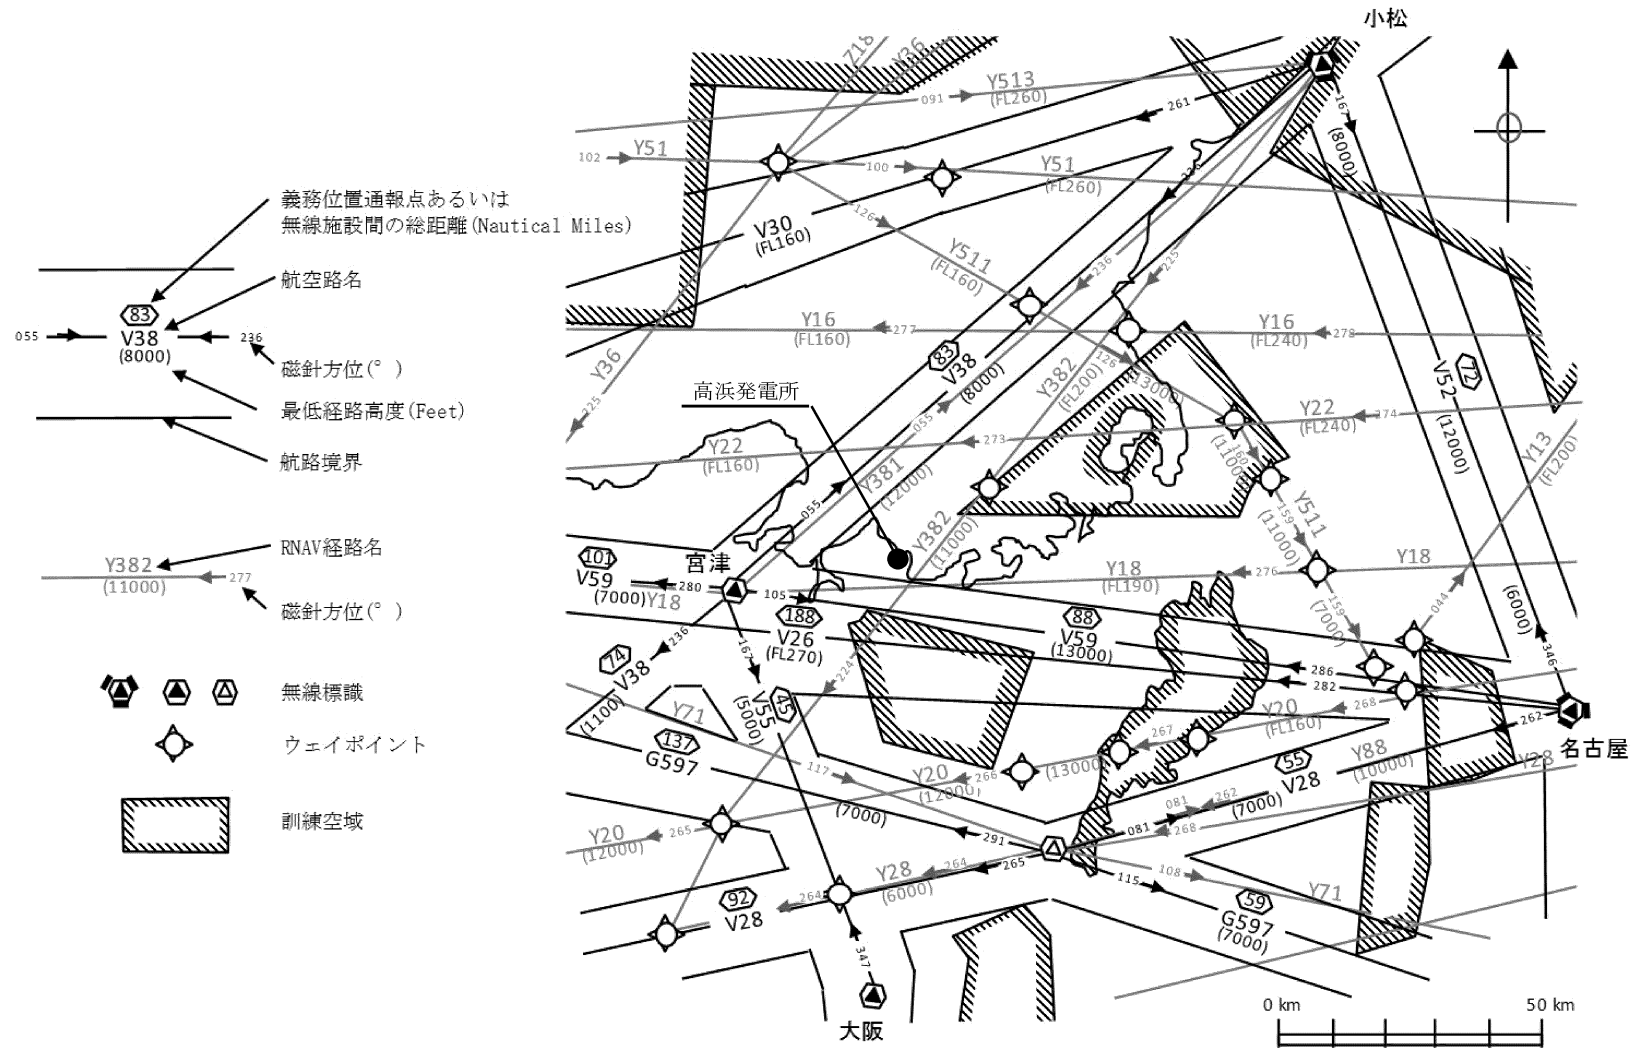 義務位置通報点あるいは
無線施設間の総距離(Nautical Miles)
航空路名
83
055
V38
236
(8000)
磁針方位(°)
最低経路高度(Feet)
航路境界
RNAV経路名
Y382
(11000)
277
磁針方位(°)
無線標識
ウェイポイント
訓練空域
小松
Z18
Y36
Y513
(FL260)
091
261
167
(8000)
102
Y51
100
Y51
(FL260)
126
V30
(FL160)
Y511
(FL160)
236
225
Y16
(FL160)
277
Y16
(FL240)
278
Y36
225
83
V38
(8000)
Y382
(FL200)
126
(13000)
72
V52
(12000)
高浜発電所
055
Y22
(FL160)
273
Y22
(FL240)
274
160
(11000)
Y13
(FL200)
Y381
(12000)
055
Y382
(11000)
159
Y511
(11000)
宮津
101
V59
(7000)
280
Y18
105
Y18
(FL190)
276
Y18
159
(7000)
044
(6000)
346
188
V26
(FL270)
88
V59
(13000)
286
282
236
74
V38
(1100)
167
V55
(5000)
45
224
Y71
137
G597
117
Y20
(12000)
266
(13000)
267
Y20
(FL160)
268
262
名古屋
55
V28
(7000)
Y88
(10000)
Y28
081
262
081
268
(7000)
291
Y20
(12000)
265
264
265
Y28
(6000)
264
92
V28
108
115
Y71
59
G597
(7000)
347
大阪
0 km
50 km